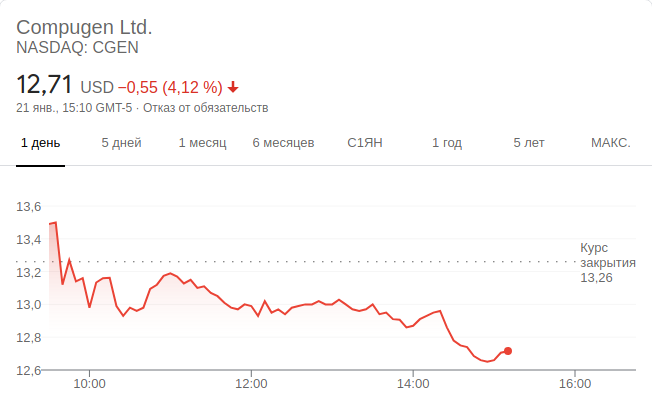 Compugen Ltd.
NASDAQ: CGEN
12,71 USD −0,55 (4,12 %)
21 янв., 15:10 GMT-5 · Отказ от обязательств
1 день 5 дней 1 месяц 6 месяцев С1ЯН 1 год 5 лет МАКС.
13,6
13,4
13,2
13,0
12,8
12,6
Курс
закрытия
13,26
10:00 12:00 14:00 16:00